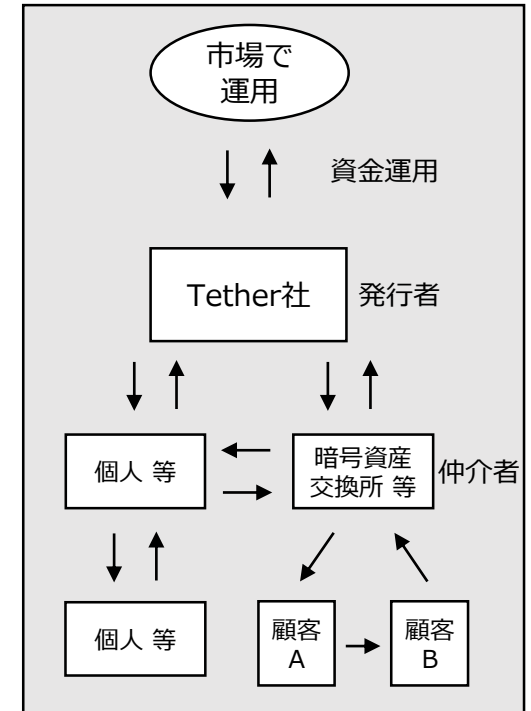 市場で
運用
資金運用
Tether社
発行者
個人 等
暗号資産
交換所 等
仲介者
個人 等
顧客
A
顧客
B